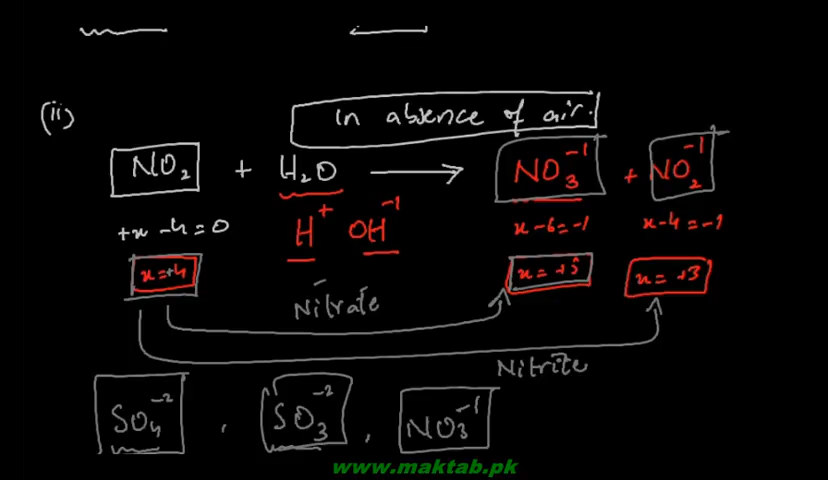 (ii)
In absence of air.
NO₂ + H₂O ⟶ NO₃⁻¹ + NO₂⁻¹
+x - 4 = 0 H⁺ OH⁻¹ x - 6 = -1 x - 4 = -1
x = +4 x = +5 x = +3
Nitrate
Nitrite
SO₄⁻² , SO₃⁻² , NO₃⁻¹
www.maktab.pk